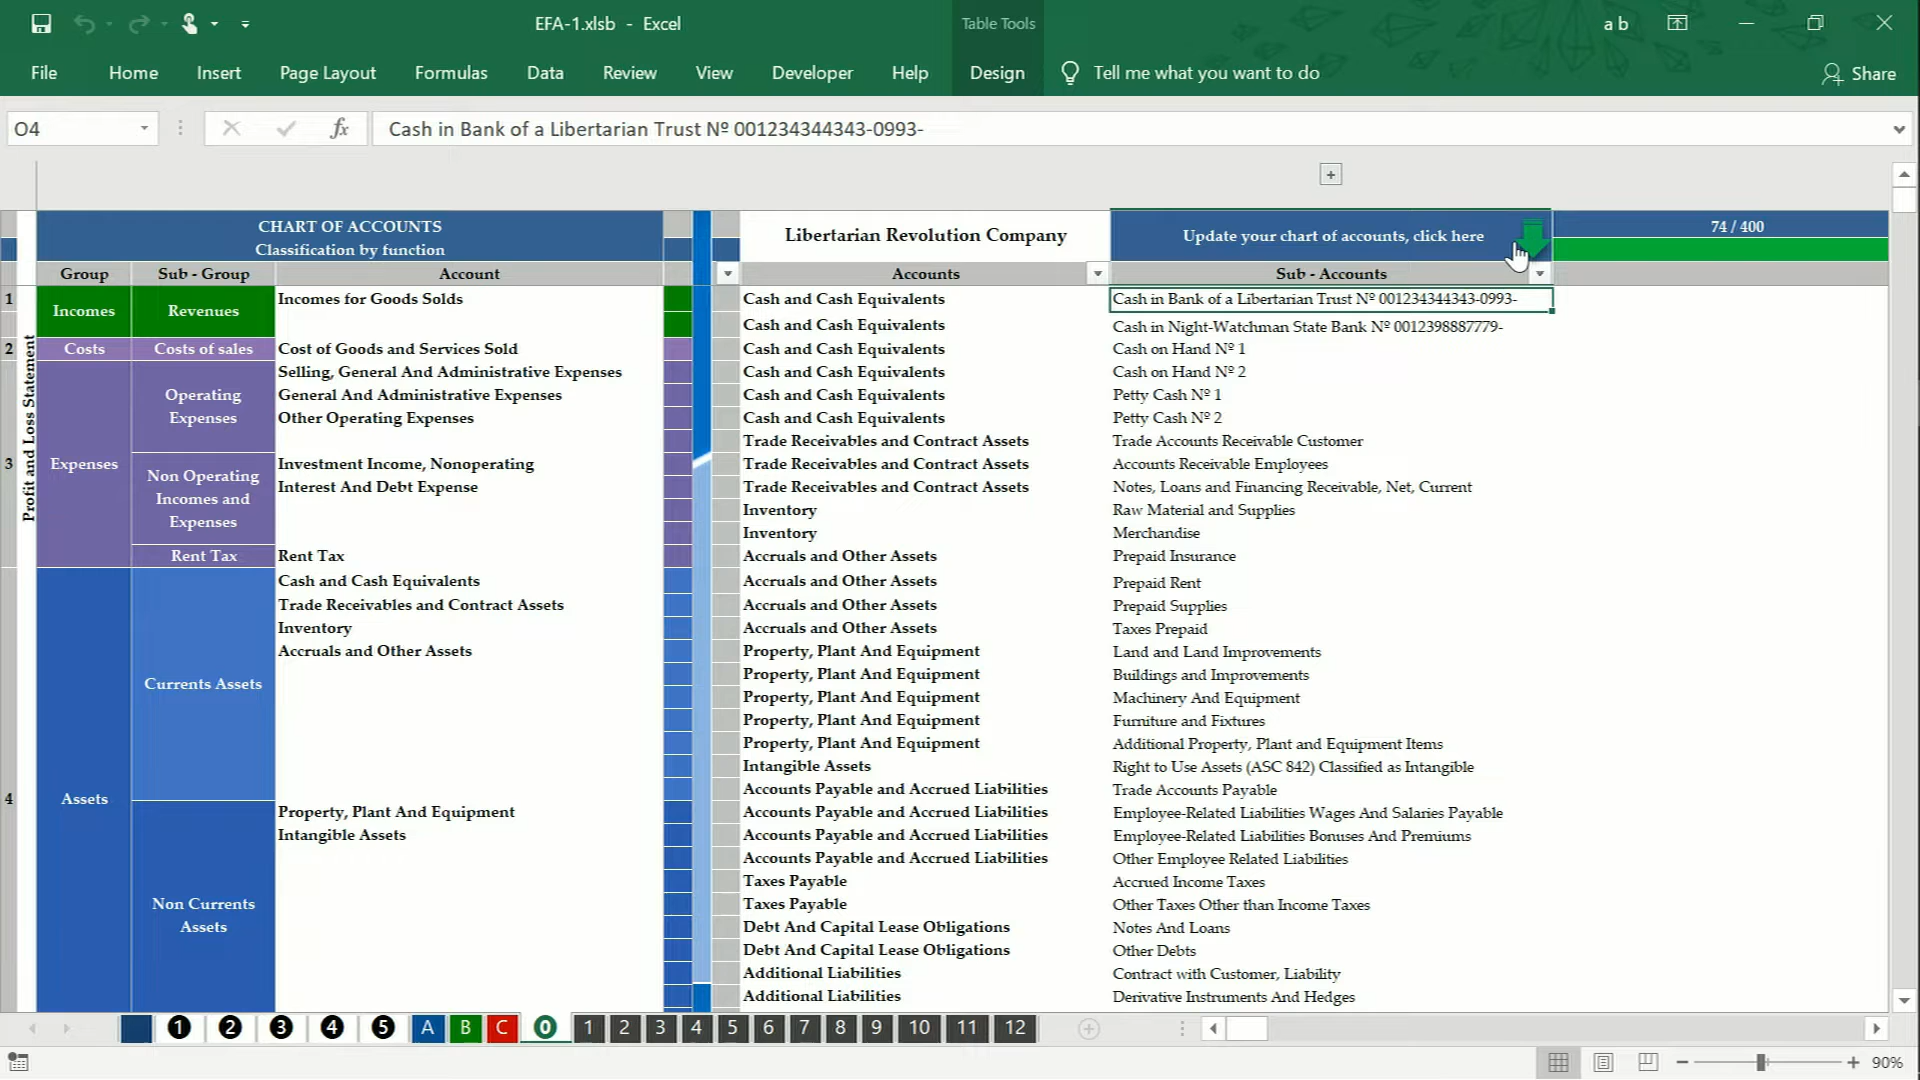 EFA-1.xlsb - Excel
Table Tools
a b
File Home Insert Page Layout Formulas Data Review View Developer Help Design Tell me what you want to do Share
O4
fx
Cash in Bank of a Libertarian Trust Nº 001234344343-0993-
CHART OF ACCOUNTS
Classification by function
Libertarian Revolution Company
Update your chart of accounts, click here
74 / 400
Group Sub - Group Account
Accounts Sub - Accounts
Profit and Loss Statement
1
Incomes
Revenues
Incomes for Goods Solds
2
Costs
Costs of sales
Cost of Goods and Services Sold
3
Expenses
Operating
Expenses
Selling, General And Administrative Expenses
General And Administrative Expenses
Other Operating Expenses
Non Operating
Incomes and
Expenses
Investment Income, Nonoperating
Interest And Debt Expense
Rent Tax
Rent Tax
4
Assets
Currents Assets
Cash and Cash Equivalents
Trade Receivables and Contract Assets
Inventory
Accruals and Other Assets
Non Currents
Assets
Property, Plant And Equipment
Intangible Assets
Cash and Cash Equivalents Cash in Bank of a Libertarian Trust Nº 001234344343-0993-
Cash and Cash Equivalents Cash in Night-Watchman State Bank Nº 0012398887779-
Cash and Cash Equivalents Cash on Hand Nº 1
Cash and Cash Equivalents Cash on Hand Nº 2
Cash and Cash Equivalents Petty Cash Nº 1
Cash and Cash Equivalents Petty Cash Nº 2
Trade Receivables and Contract Assets Trade Accounts Receivable Customer
Trade Receivables and Contract Assets Accounts Receivable Employees
Trade Receivables and Contract Assets Notes, Loans and Financing Receivable, Net, Current
Inventory Raw Material and Supplies
Inventory Merchandise
Accruals and Other Assets Prepaid Insurance
Accruals and Other Assets Prepaid Rent
Accruals and Other Assets Prepaid Supplies
Accruals and Other Assets Taxes Prepaid
Property, Plant And Equipment Land and Land Improvements
Property, Plant And Equipment Buildings and Improvements
Property, Plant And Equipment Machinery And Equipment
Property, Plant And Equipment Furniture and Fixtures
Property, Plant And Equipment Additional Property, Plant and Equipment Items
Intangible Assets Right to Use Assets (ASC 842) Classified as Intangible
Accounts Payable and Accrued Liabilities Trade Accounts Payable
Accounts Payable and Accrued Liabilities Employee-Related Liabilities Wages And Salaries Payable
Accounts Payable and Accrued Liabilities Employee-Related Liabilities Bonuses And Premiums
Accounts Payable and Accrued Liabilities Other Employee Related Liabilities
Taxes Payable Accrued Income Taxes
Taxes Payable Other Taxes Other than Income Taxes
Debt And Capital Lease Obligations Notes And Loans
Debt And Capital Lease Obligations Other Debts
Additional Liabilities Contract with Customer, Liability
Additional Liabilities Derivative Instruments And Hedges
1 2 3 4 5 A B C 0 1 2 3 4 5 6 7 8 9 10 11 12
90%